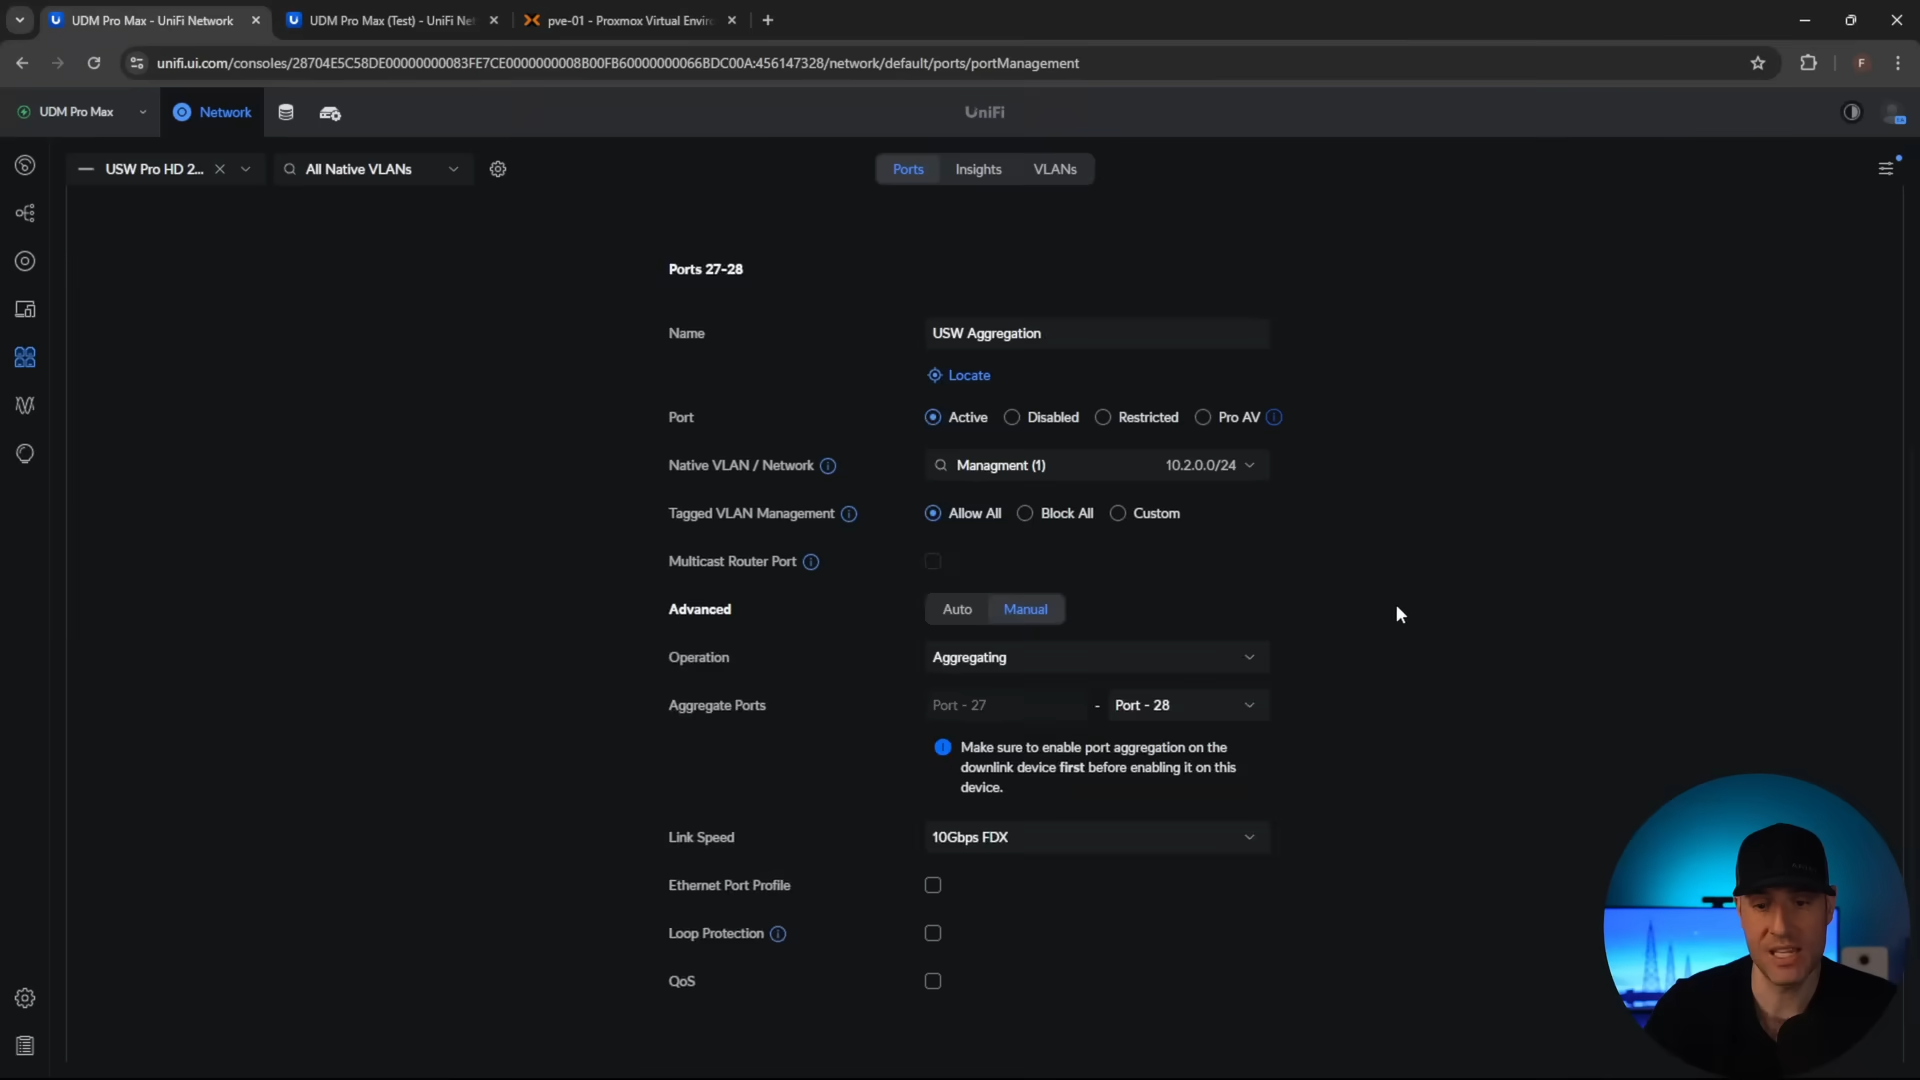 UDM Pro Max - UniFi Network
UDM Pro Max (Test) - UniFi Net
pve-01 - Proxmox Virtual Enviro
unifi.ui.com/consoles/28704E5C58DE00000000083FE7CE0000000008B00FB60000000066BDC00A:456147328/network/default/ports/portManagement
F
UDM Pro Max
Network
UniFi
USW Pro HD 2...
All Native VLANs
Ports
Insights
VLANs
Ports 27-28
Name
USW Aggregation
Locate
Port
Active
Disabled
Restricted
Pro AV
Native VLAN / Network
Managment (1)
10.2.0.0/24
Tagged VLAN Management
Allow All
Block All
Custom
Multicast Router Port
Advanced
Auto
Manual
Operation
Aggregating
Aggregate Ports
Port - 27
-
Port - 28
Make sure to enable port aggregation on the
downlink device first before enabling it on this
device.
Link Speed
10Gbps FDX
Ethernet Port Profile
Loop Protection
QoS